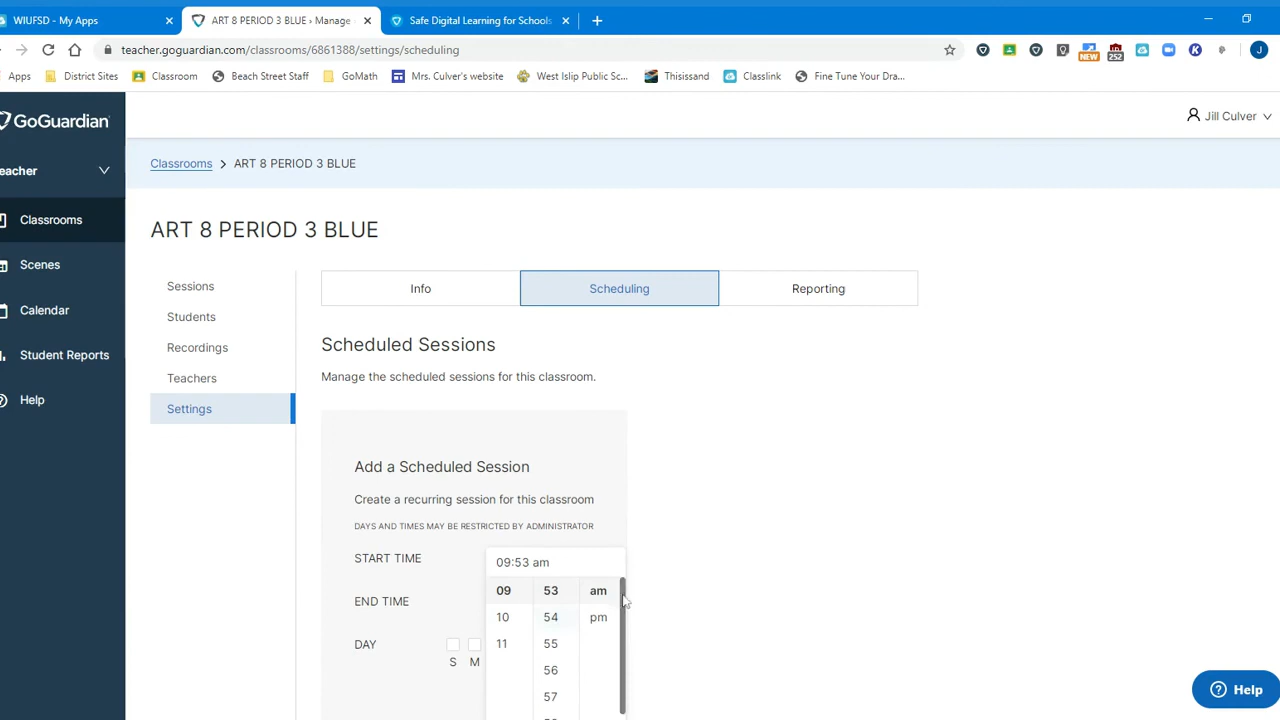 WIUFSD - My Apps
ART 8 PERIOD 3 BLUE › Manage
Safe Digital Learning for Schools
teacher.goguardian.com/classrooms/6861388/settings/scheduling
NEW
252
J
Apps
District Sites
Classroom
Beach Street Staff
GoMath
Mrs. Culver's website
West Islip Public Sc...
Thisissand
Classlink
Fine Tune Your Dra...
GoGuardian
Jill Culver
eacher
Classrooms > ART 8 PERIOD 3 BLUE
Classrooms
Scenes
Calendar
Student Reports
Help
ART 8 PERIOD 3 BLUE
Sessions
Students
Recordings
Teachers
Settings
Info
Scheduling
Reporting
Scheduled Sessions
Manage the scheduled sessions for this classroom.
Add a Scheduled Session
Create a recurring session for this classroom
DAYS AND TIMES MAY BE RESTRICTED BY ADMINISTRATOR
START TIME
09:53 am
09 53 am
10 54 pm
11 55
56
57
END TIME
DAY
S M
Help